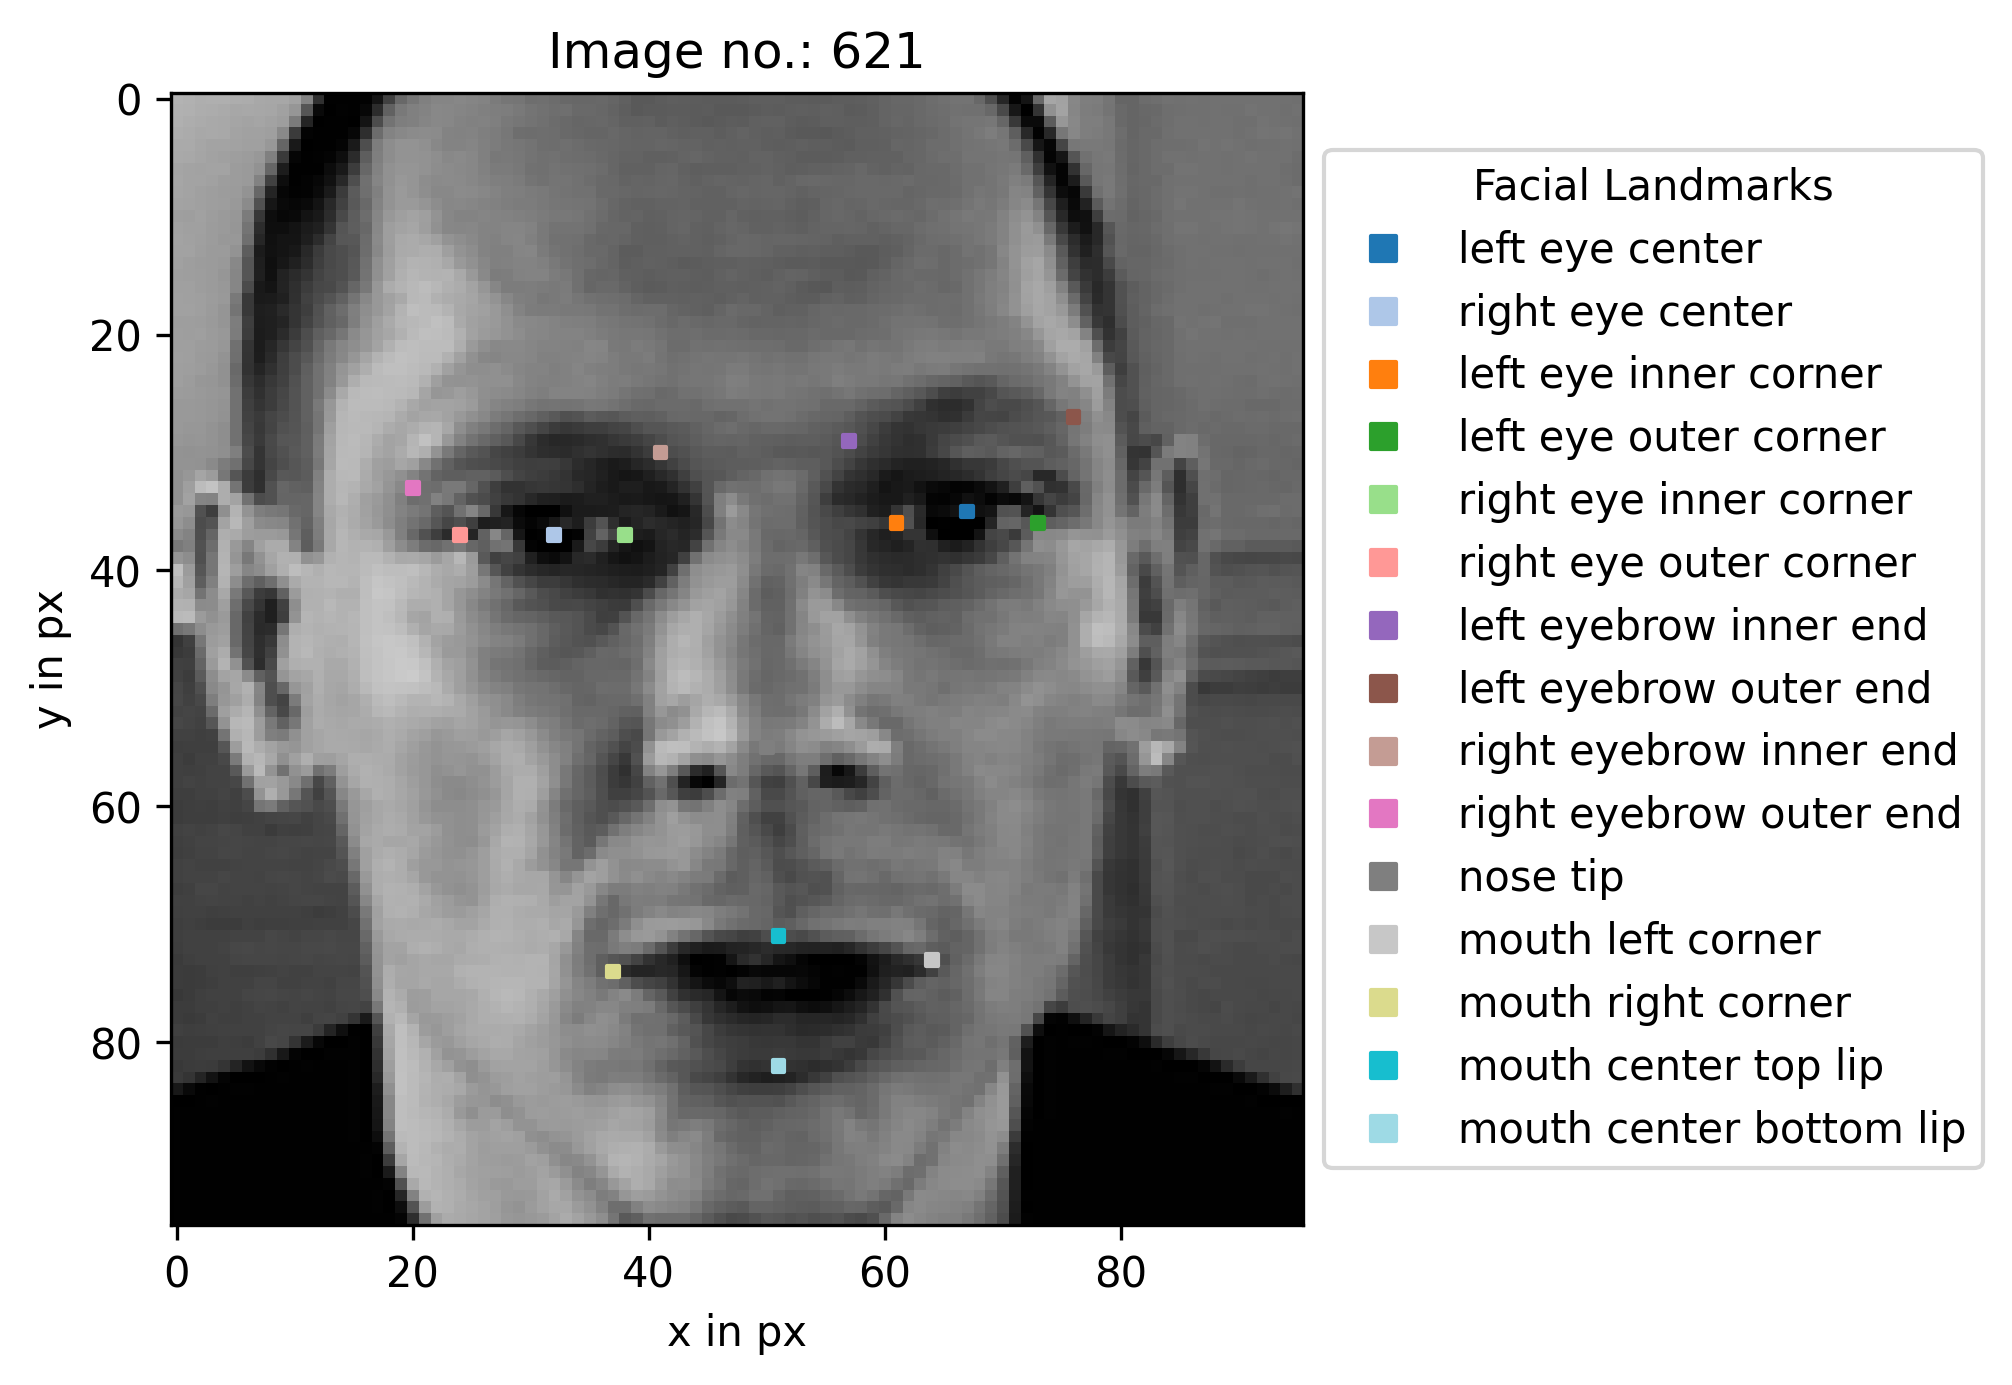 Image no.: 621
0
20
40
60
80
y in px
0 20 40 60 80
x in px
Facial Landmarks
left eye center
right eye center
left eye inner corner
left eye outer corner
right eye inner corner
right eye outer corner
left eyebrow inner end
left eyebrow outer end
right eyebrow inner end
right eyebrow outer end
nose tip
mouth left corner
mouth right corner
mouth center top lip
mouth center bottom lip